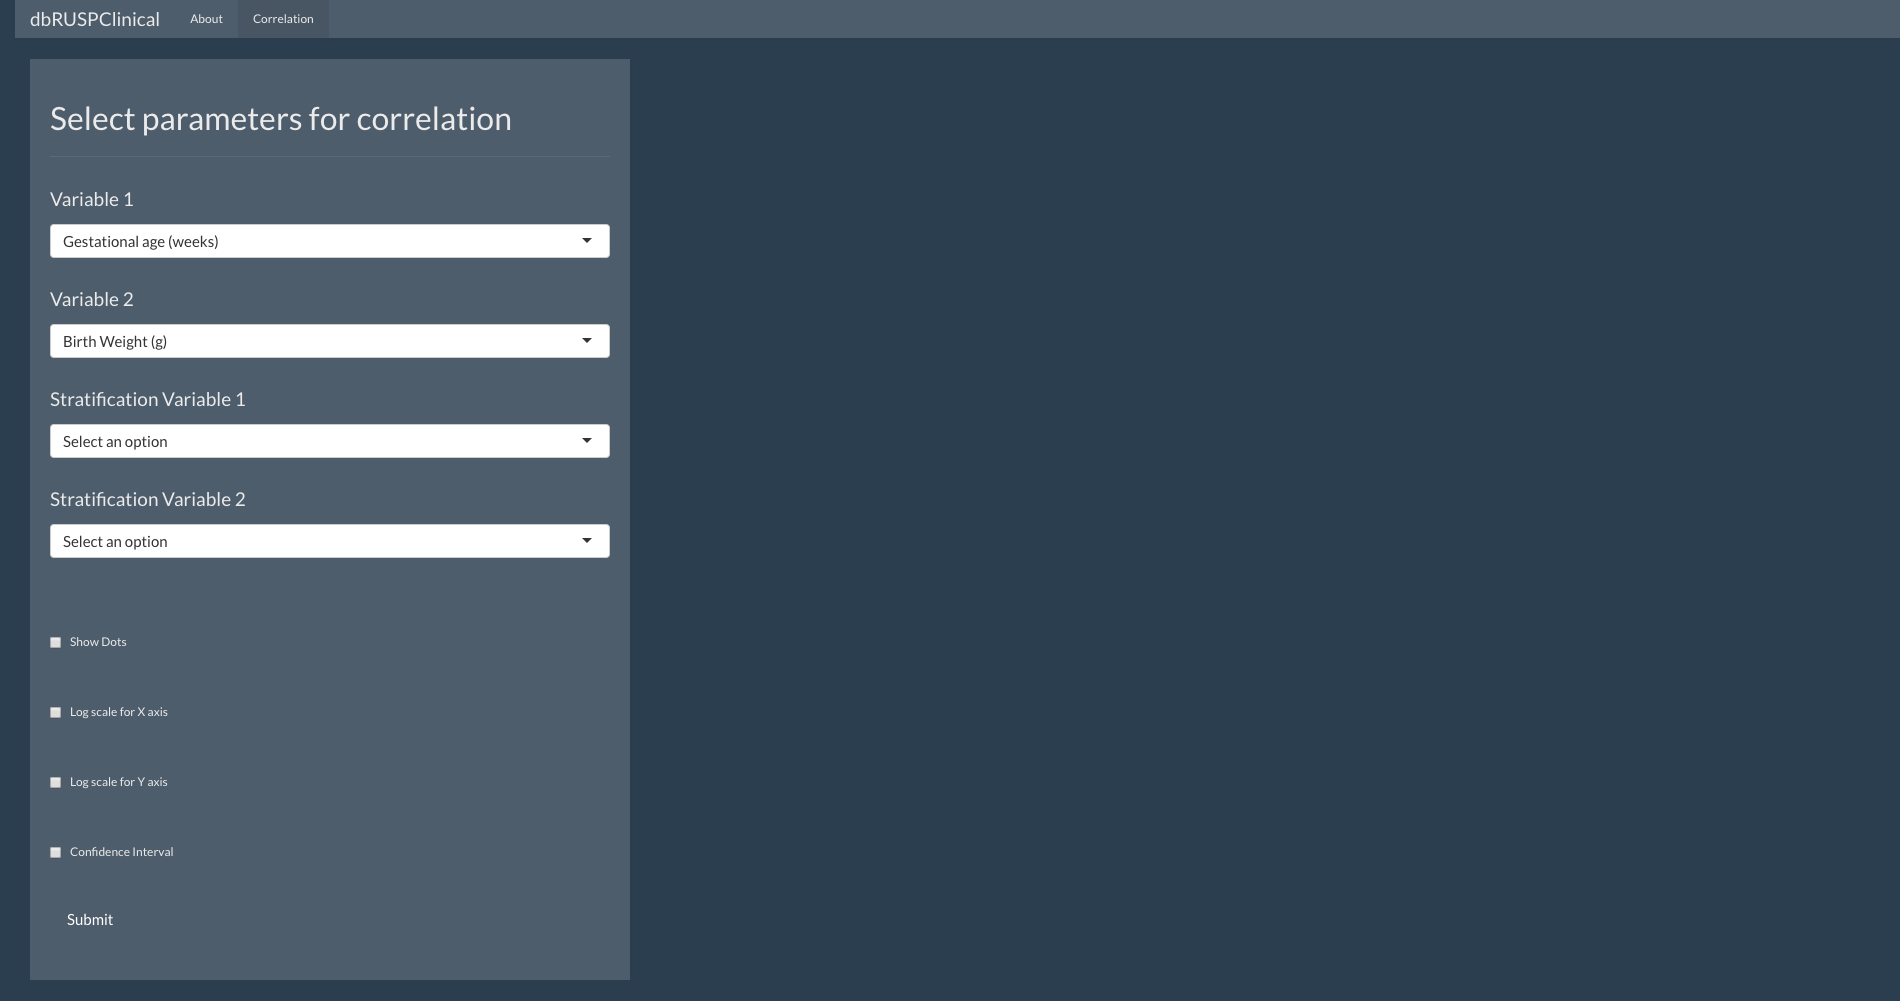 dbRUSPClinical About Correlation
Select parameters for correlation
Variable 1
Gestational age (weeks)
Variable 2
Birth Weight (g)
Stratification Variable 1
Select an option
Stratification Variable 2
Select an option
Show Dots
Log scale for X axis
Log scale for Y axis
Confidence Interval
Submit